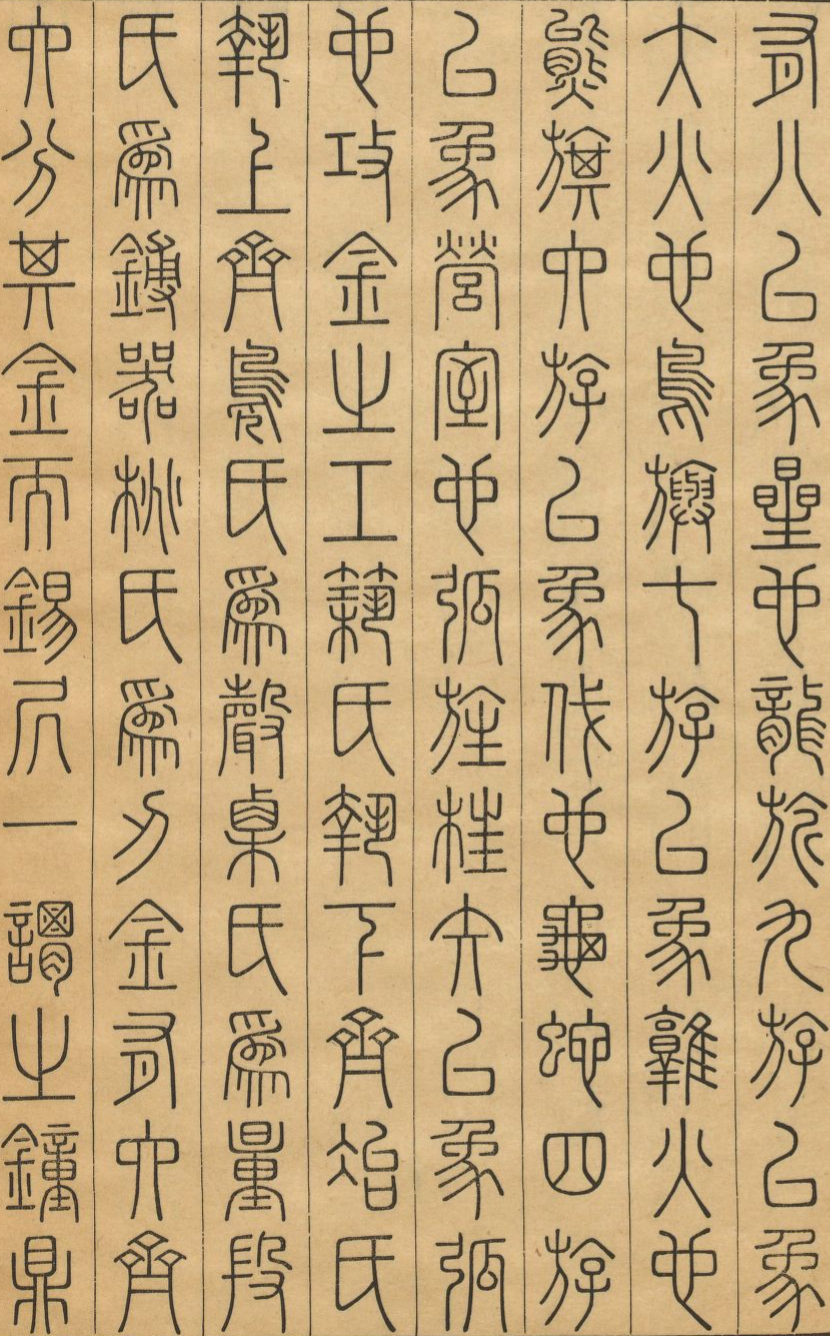 有八以象星也龍旂九斿以象
大火也鳥旟七斿以象鶉火也
熊旗六斿以象伐也龜蛇四斿
以象營室也弧旌枉矢以象弧
也攻金之工築氏執下齊冶氏
執上齊鳧氏爲聲㮚氏爲量段
氏爲鎛器桃氏爲刃金有六齊
六分其金而錫居一謂之鐘鼎